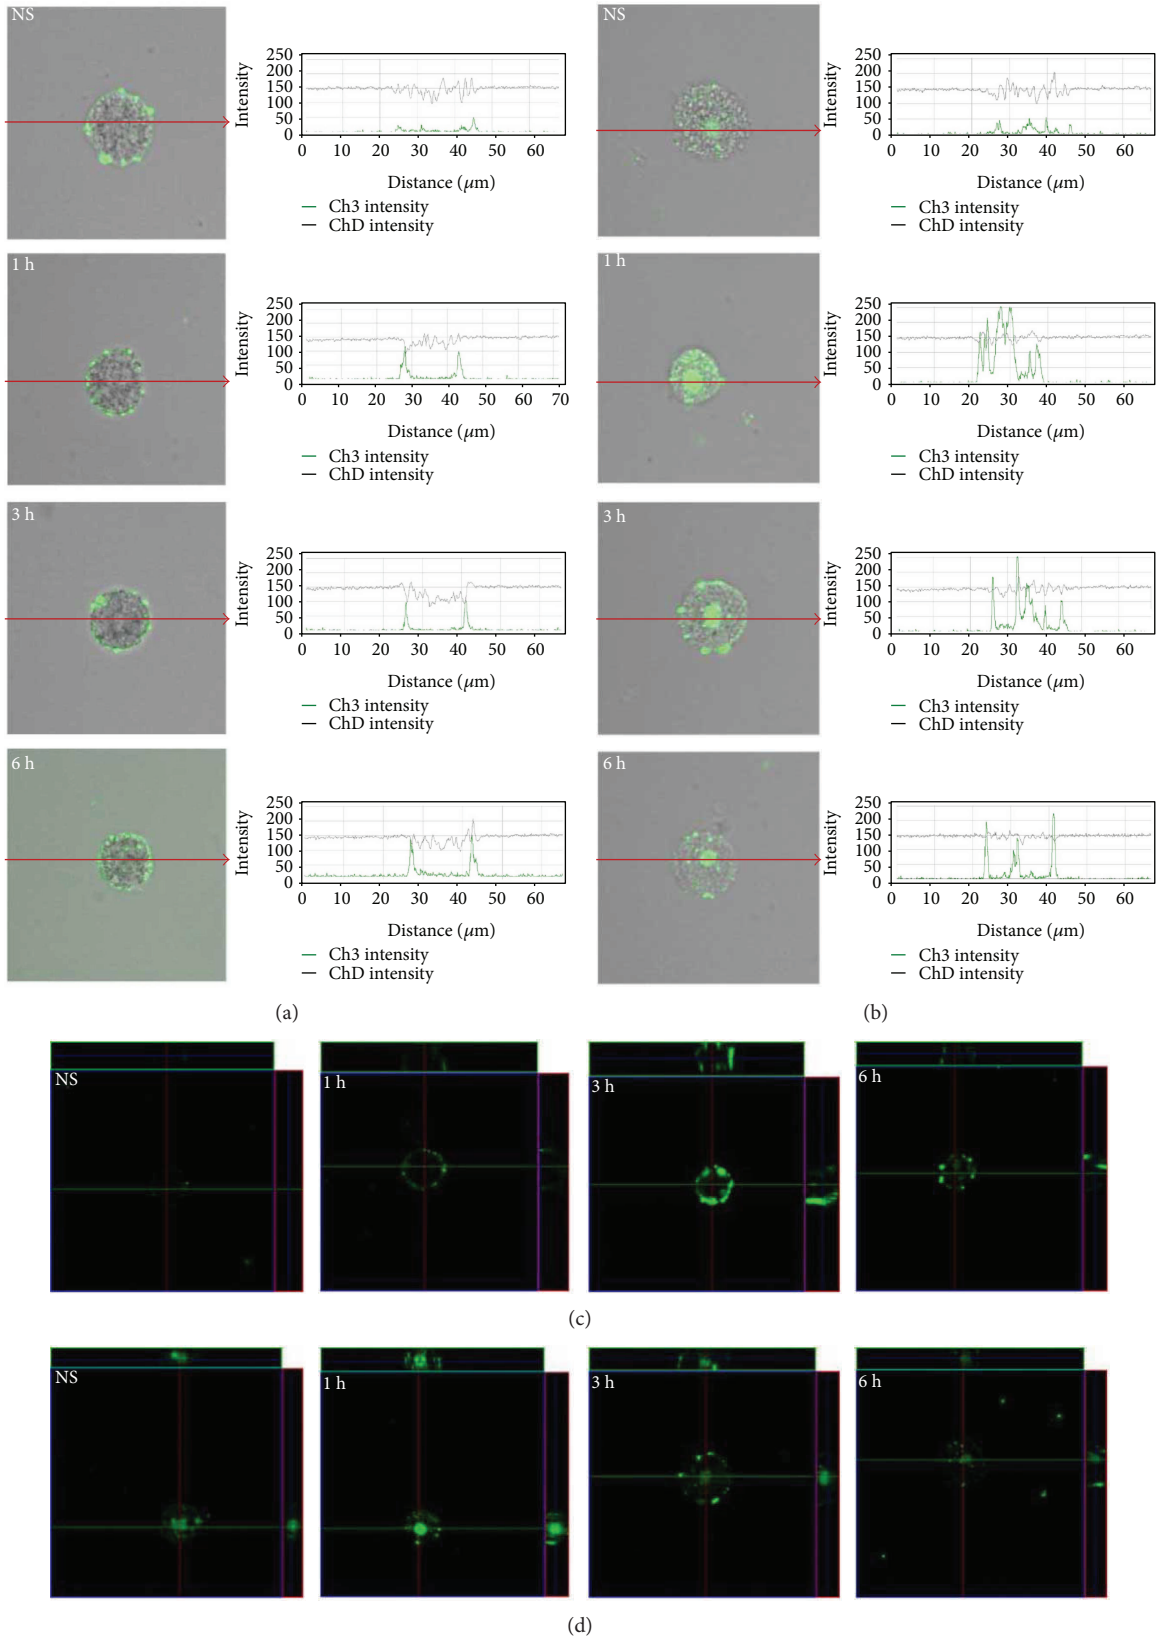 NS
Intensity
250
200
150
100
50
0
0 10 20 30 40 50 60
Distance (μm)
Ch3 intensity
ChD intensity
1 h
Intensity
250
200
150
100
50
0
0 10 20 30 40 50 60 70
Distance (μm)
Ch3 intensity
ChD intensity
3 h
Intensity
250
200
150
100
50
0
0 10 20 30 40 50 60
Distance (μm)
Ch3 intensity
ChD intensity
6 h
Intensity
250
200
150
100
50
0
0 10 20 30 40 50 60
Distance (μm)
Ch3 intensity
ChD intensity
(a)
NS
Intensity
250
200
150
100
50
0
0 10 20 30 40 50 60
Distance (μm)
Ch3 intensity
ChD intensity
1 h
Intensity
250
200
150
100
50
0
0 10 20 30 40 50 60
Distance (μm)
Ch3 intensity
ChD intensity
3 h
Intensity
250
200
150
100
50
0
0 10 20 30 40 50 60
Distance (μm)
Ch3 intensity
ChD intensity
6 h
Intensity
250
200
150
100
50
0
0 10 20 30 40 50 60
Distance (μm)
Ch3 intensity
ChD intensity
(b)
NS
1 h
3 h
6 h
(c)
NS
1 h
3 h
6 h
(d)